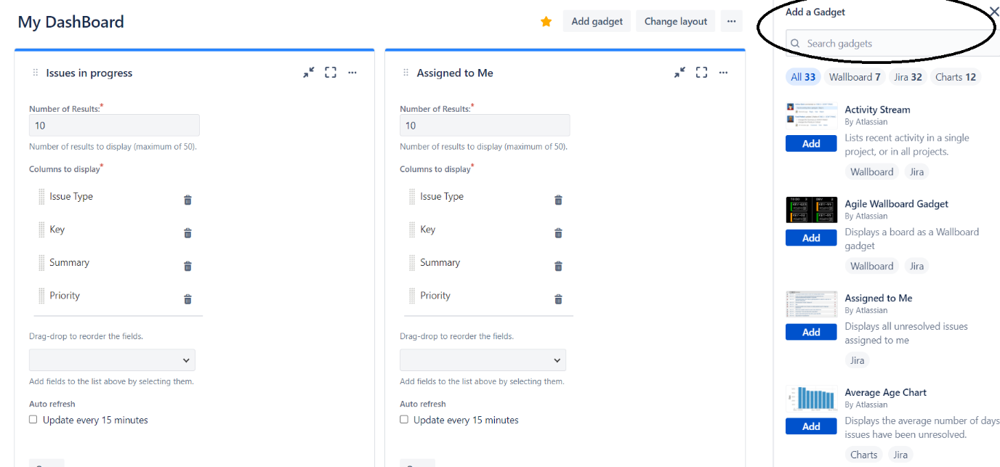 My DashBoard
Add gadget
Change layout
Issues in progress
Number of Results:*
10
Number of results to display (maximum of 50).
Columns to display*
Issue Type
Key
Summary
Priority
Drag-drop to reorder the fields.
Add fields to the list above by selecting them.
Auto refresh
Update every 15 minutes
Assigned to Me
Number of Results:*
10
Number of results to display (maximum of 50).
Columns to display*
Issue Type
Key
Summary
Priority
Drag-drop to reorder the fields.
Add fields to the list above by selecting them.
Auto refresh
Update every 15 minutes
Add a Gadget
Search gadgets
All 33 Wallboard 7 Jira 32 Charts 12
Activity Stream
By Atlassian
Add
Lists recent activity in a single
project, or in all projects.
Wallboard Jira
Agile Wallboard Gadget
By Atlassian
Add
Displays a board as a Wallboard
gadget
Wallboard Jira
Assigned to Me
By Atlassian
Add
Displays all unresolved issues
assigned to me
Jira
Average Age Chart
By Atlassian
Add
Displays the average number of days
issues have been unresolved.
Charts Jira